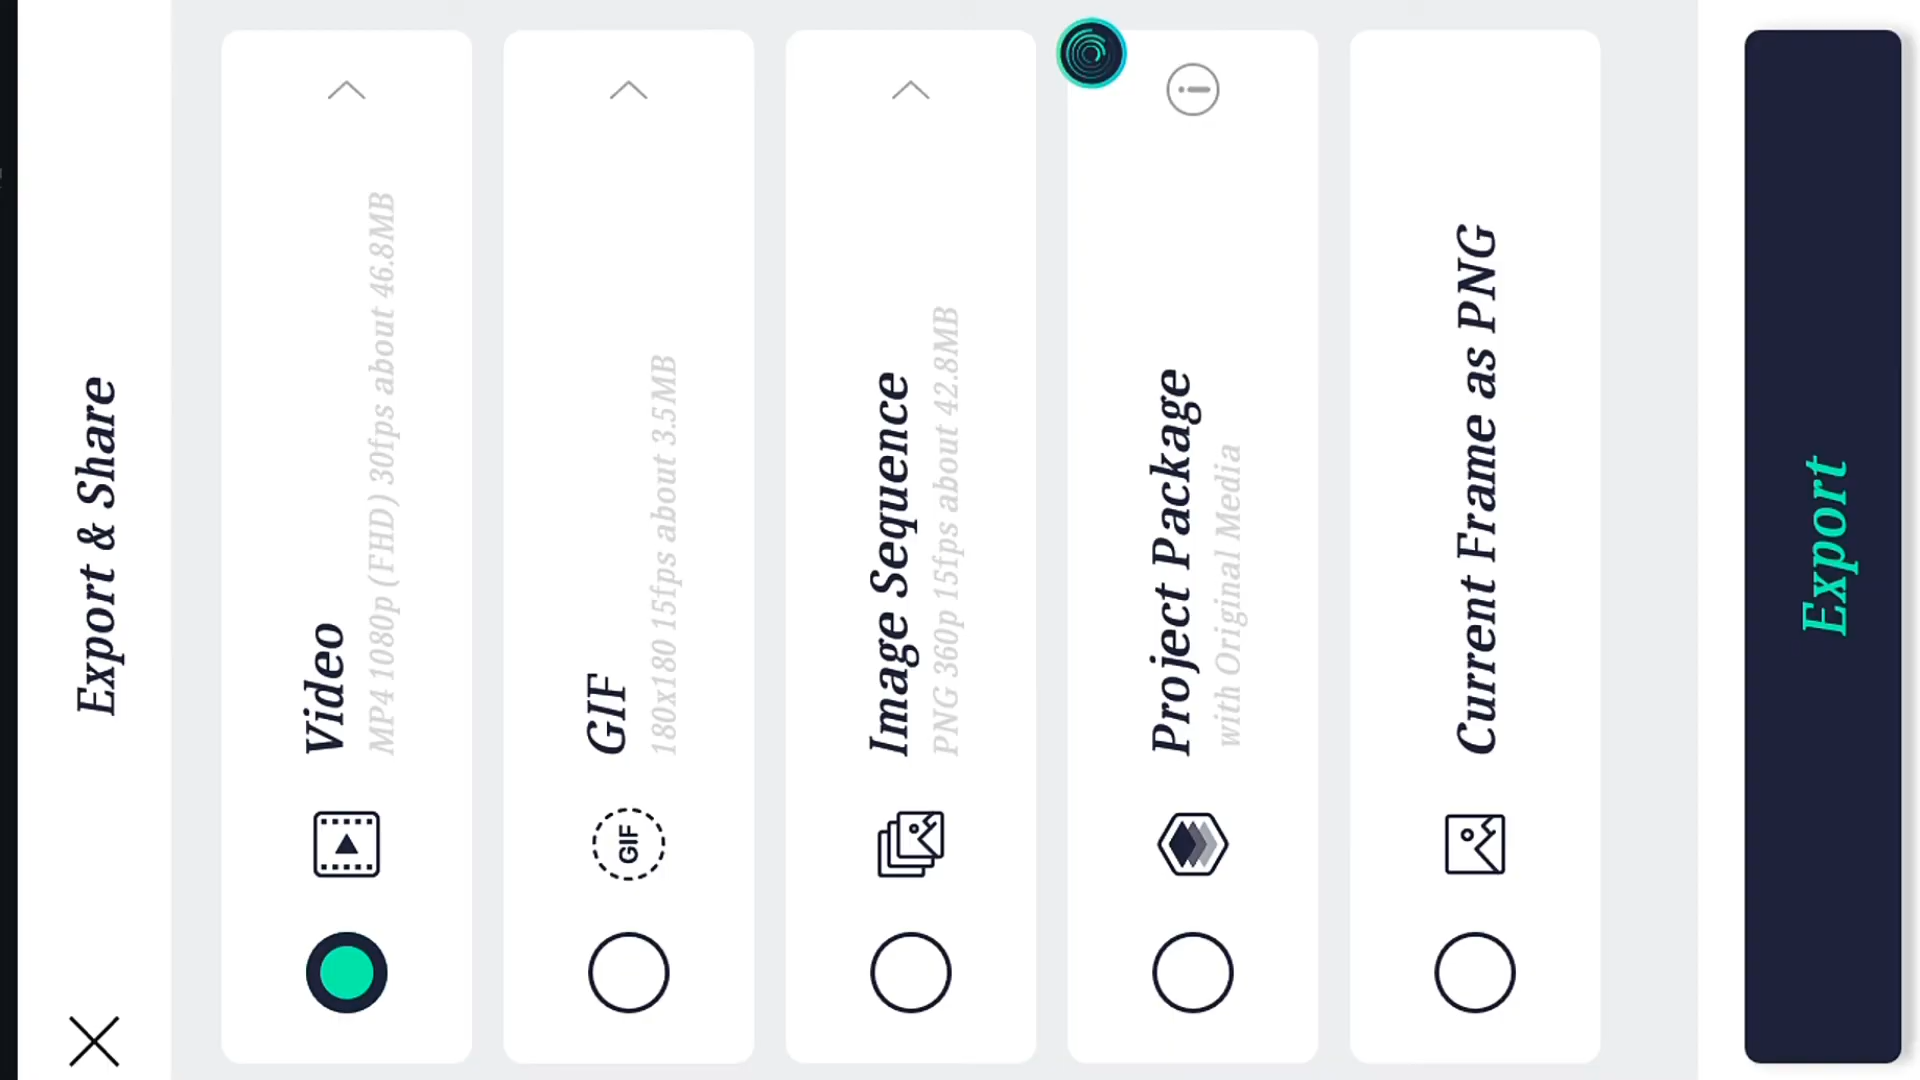 Export & Share
Video
MP4 1080p (FHD) 30fps about 46.8MB
GIF
GIF
180x180 15fps about 3.5MB
Image Sequence
PNG 360p 15fps about 42.8MB
Project Package
with Original Media
Current Frame as PNG
Export